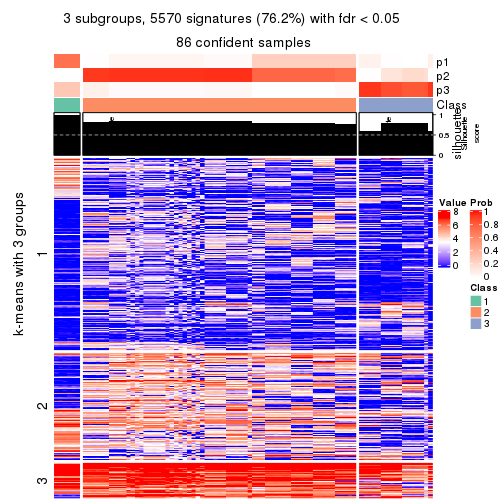 3 subgroups, 5570 signatures (76.2%) with fdr < 0.05
86 confident samples
p1
p2
p3
Class
silhouette
Silhouette
score
1
0.5
0
k-means with 3 groups
1
2
3
Value
8
6
4
2
0
Prob
1
0.8
0.6
0.4
0.2
0
Class
1
2
3